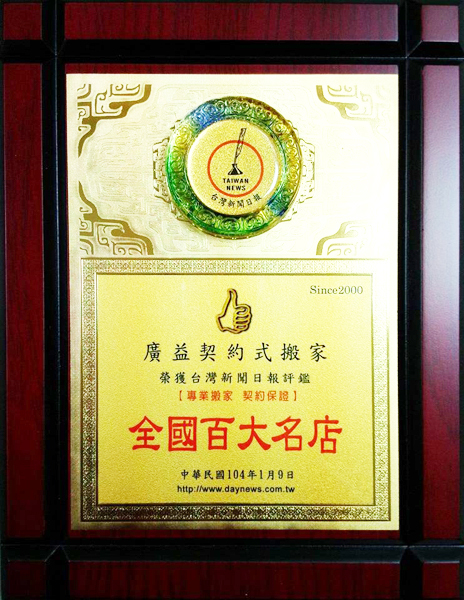 TAIWAN
NEWS
台灣新聞日報
Since2000
廣益契約式搬家
榮獲台灣新聞日報評鑑
【專業搬家 契約保證】
全國百大名店
中華民國104年1月9日
http://www.daynews.com.tw